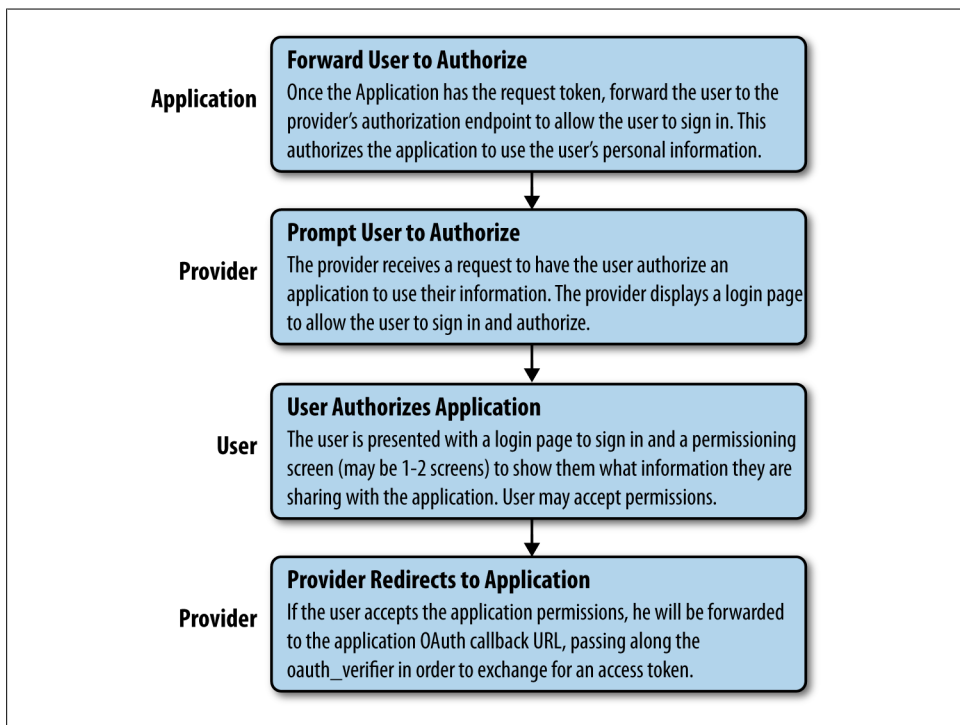 Forward User to Authorize
Application
Once the Application has the request token, forward the user to the
provider’s authorization endpoint to allow the user to sign in. This
authorizes the application to use the user’s personal information.
Prompt User to Authorize
Provider
The provider receives a request to have the user authorize an
application to use their information. The provider displays a login page
to allow the user to sign in and authorize.
User Authorizes Application
User
The user is presented with a login page to sign in and a permissioning
screen (may be 1-2 screens) to show them what information they are
sharing with the application. User may accept permissions.
Provider Redirects to Application
Provider
If the user accepts the application permissions, he will be forwarded
to the application OAuth callback URL, passing along the
oauth_verifier in order to exchange for an access token.